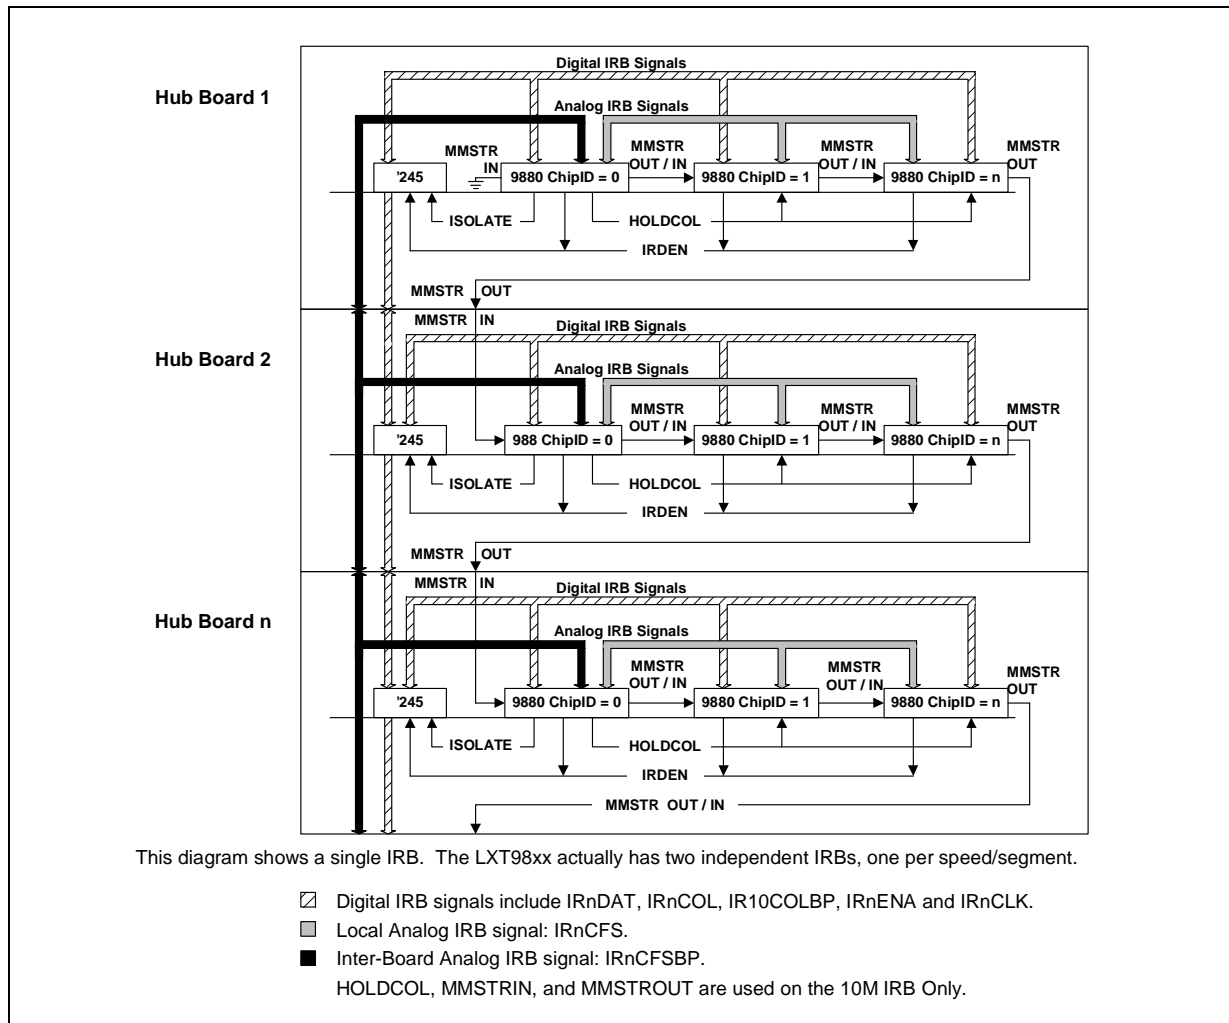 Digital IRB Signals
Hub Board 1
Analog IRB Signals
MMSTR
IN
MMSTR
OUT / IN
MMSTR
OUT / IN
MMSTR
OUT
'245
9880 ChipID = 0
9880 ChipID = 1
9880 ChipID = n
ISOLATE
HOLDCOL
IRDEN
MMSTR OUT
MMSTR IN
Digital IRB Signals
Hub Board 2
Analog IRB Signals
MMSTR
OUT / IN
MMSTR
OUT / IN
MMSTR
OUT
'245
988 ChipID = 0
9880 ChipID = 1
9880 ChipID = n
ISOLATE
HOLDCOL
IRDEN
MMSTR OUT
MMSTR IN
Digital IRB Signals
Hub Board n
Analog IRB Signals
MMSTR
OUT / IN
MMSTR
OUT / IN
MMSTR
OUT
'245
9880 ChipID = 0
9880 ChipID = 1
9880 ChipID = n
ISOLATE
HOLDCOL
IRDEN
MMSTR OUT / IN
This diagram shows a single IRB. The LXT98xx actually has two independent IRBs, one per speed/segment.
Digital IRB signals include IRnDAT, IRnCOL, IR10COLBP, IRnENA and IRnCLK.
Local Analog IRB signal: IRnCFS.
Inter-Board Analog IRB signal: IRnCFSBP.
HOLDCOL, MMSTRIN, and MMSTROUT are used on the 10M IRB Only.